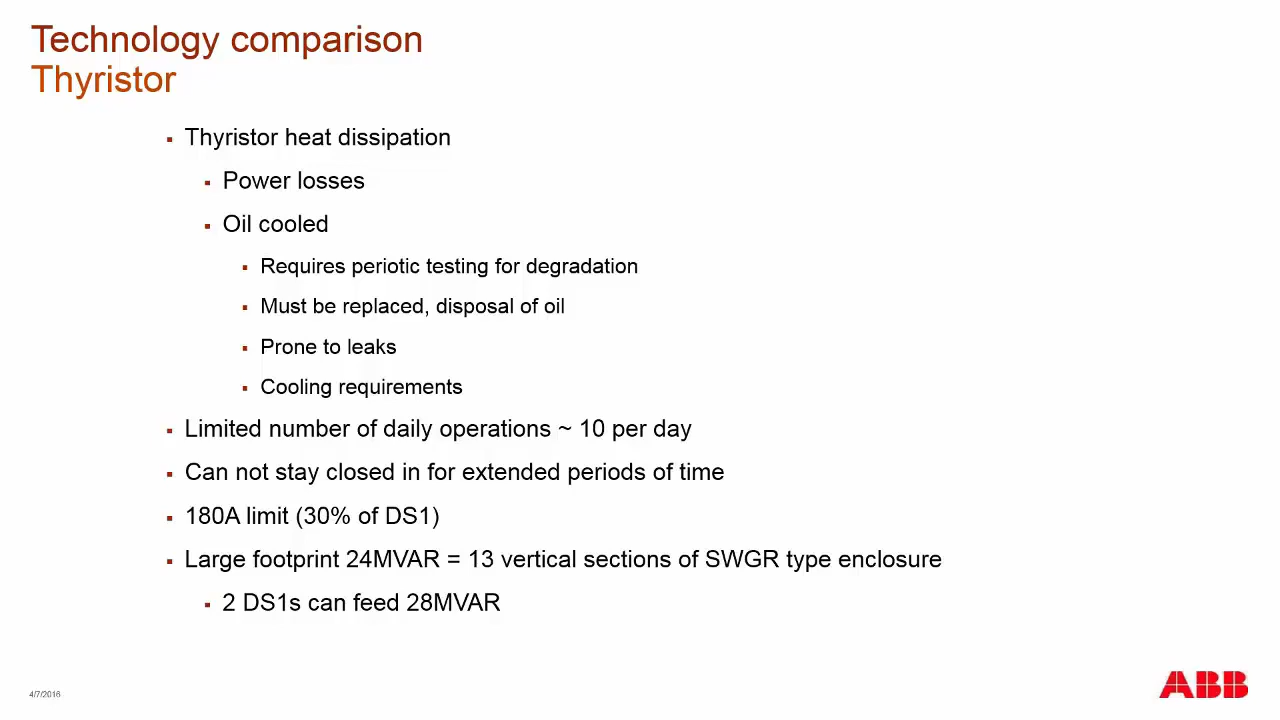 Technology comparison
Thyristor
▪ Thyristor heat dissipation
▪ Power losses
▪ Oil cooled
▪ Requires periotic testing for degradation
▪ Must be replaced, disposal of oil
▪ Prone to leaks
▪ Cooling requirements
▪ Limited number of daily operations ~ 10 per day
▪ Can not stay closed in for extended periods of time
▪ 180A limit (30% of DS1)
▪ Large footprint 24MVAR = 13 vertical sections of SWGR type enclosure
▪ 2 DS1s can feed 28MVAR
4/7/2016
ABB